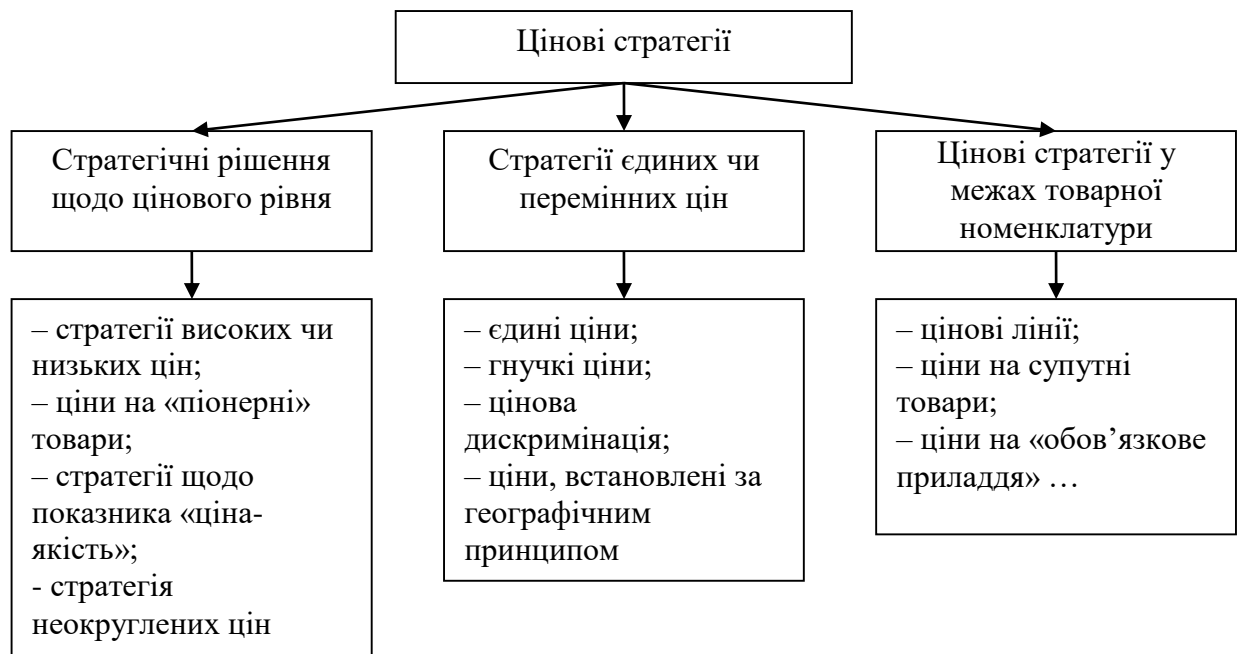 Цінові стратегії
Стратегічні рішення
щодо цінового рівня
Стратегії єдиних чи
перемінних цін
Цінові стратегії у
межах товарної
номенклатури
– стратегії високих чи
низьких цін;
– ціни на «піонерні»
товари;
– стратегії щодо
показника «ціна-
якість»;
- стратегія
неокруглених цін
– єдині ціни;
– гнучкі ціни;
– цінова
дискримінація;
– ціни, встановлені за
географічним
принципом
– цінові лінії;
– ціни на супутні
товари;
– ціни на «обов’язкове
приладдя» …